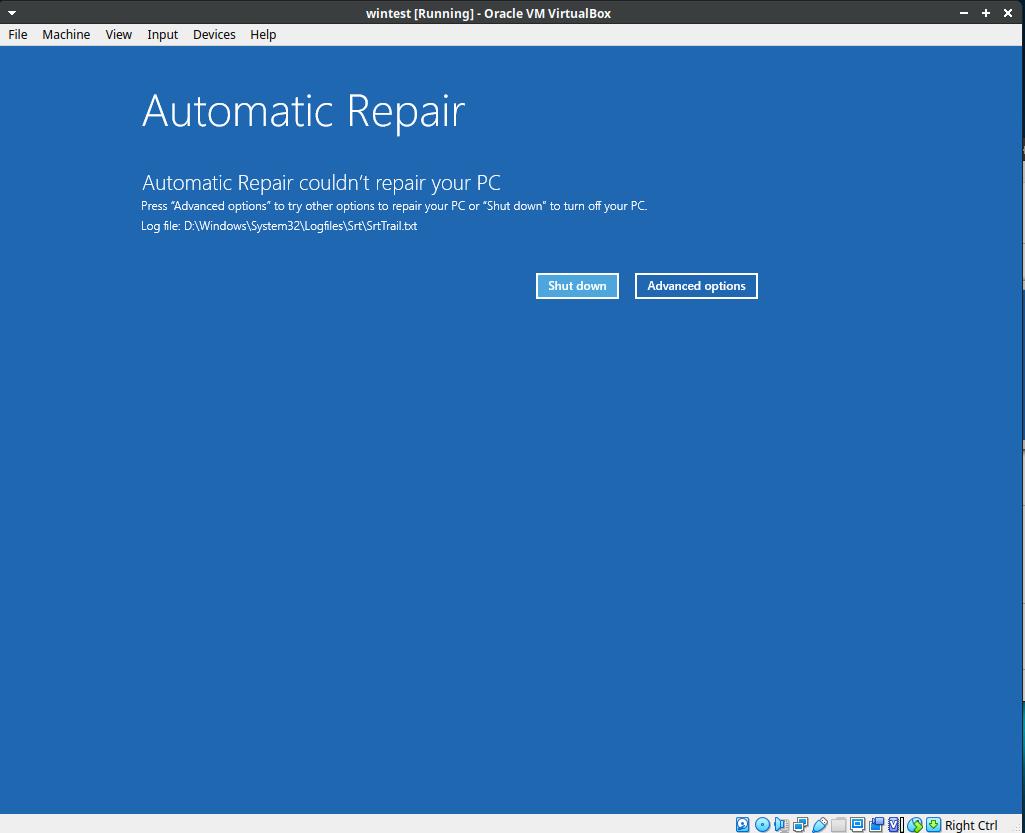 wintest [Running] - Oracle VM VirtualBox
File Machine View Input Devices Help
Automatic Repair
Automatic Repair couldn’t repair your PC
Press “Advanced options” to try other options to repair your PC or “Shut down” to turn off your PC.
Log file: D:\Windows\System32\Logfiles\Srt\SrtTrail.txt
Shut down Advanced options
Right Ctrl